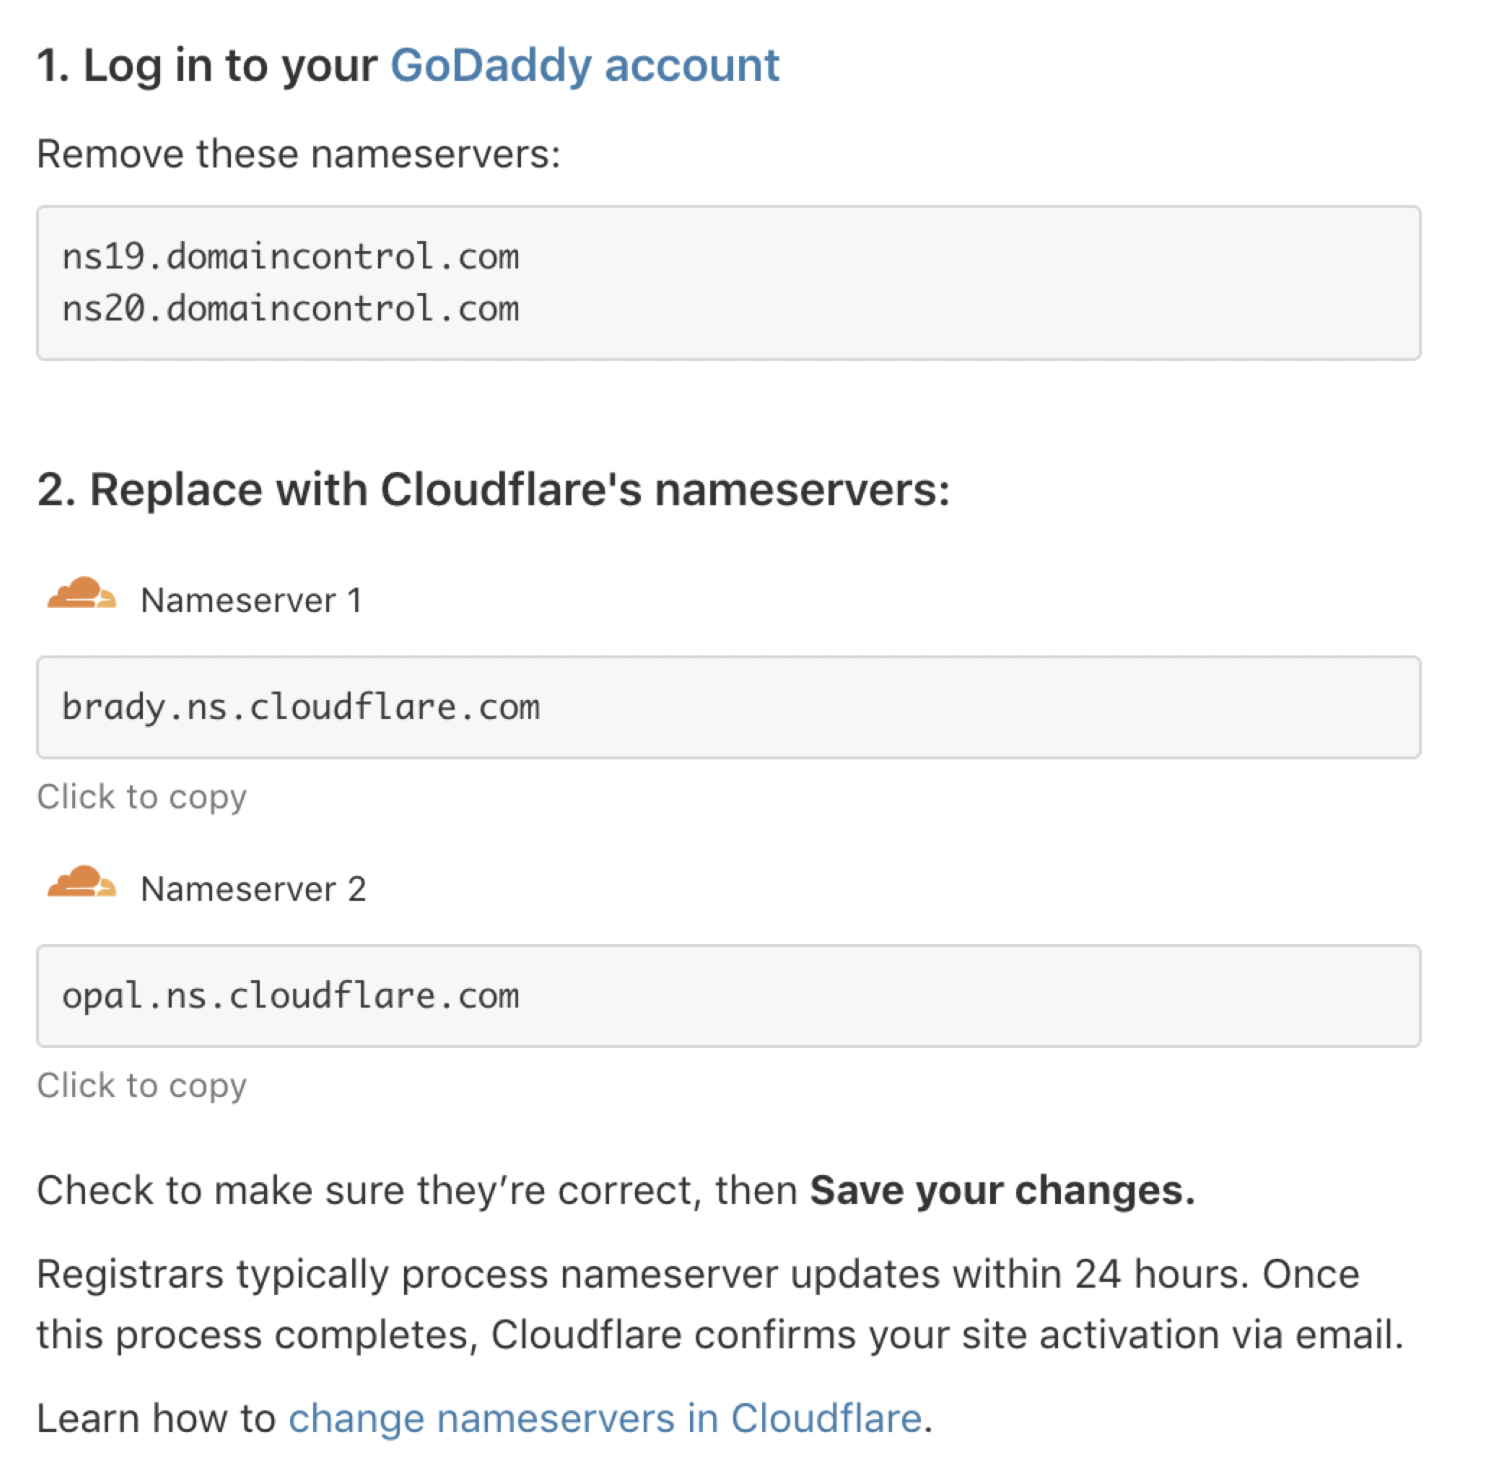 1. Log in to your GoDaddy account
Remove these nameservers:
ns19.domaincontrol.com
ns20.domaincontrol.com
2. Replace with Cloudflare's nameservers:
Nameserver 1
brady.ns.cloudflare.com
Click to copy
Nameserver 2
opal.ns.cloudflare.com
Click to copy
Check to make sure they’re correct, then Save your changes.
Registrars typically process nameserver updates within 24 hours. Once
this process completes, Cloudflare confirms your site activation via email.
Learn how to change nameservers in Cloudflare.